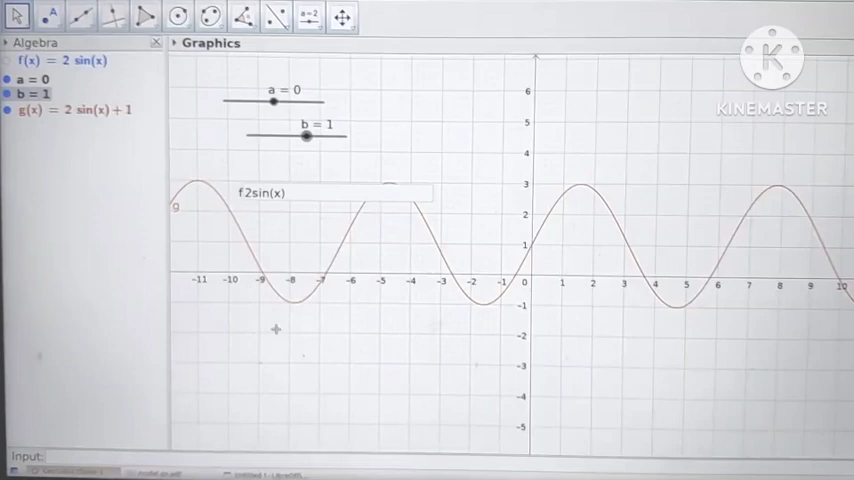 a=2
Algebra
Graphics
f(x) = 2 sin(x)
a = 0
b = 1
g(x) = 2 sin(x)+1
a = 0
b = 1
f2sin(x)
g
6
5
4
3
2
1
-11 -10 -9 -8 -7 -6 -5 -4 -3 -2 -1 0 1 2 3 4 5 6 7 8 9 10
-1
-2
-3
-4
-5
KINEMASTER
Input: